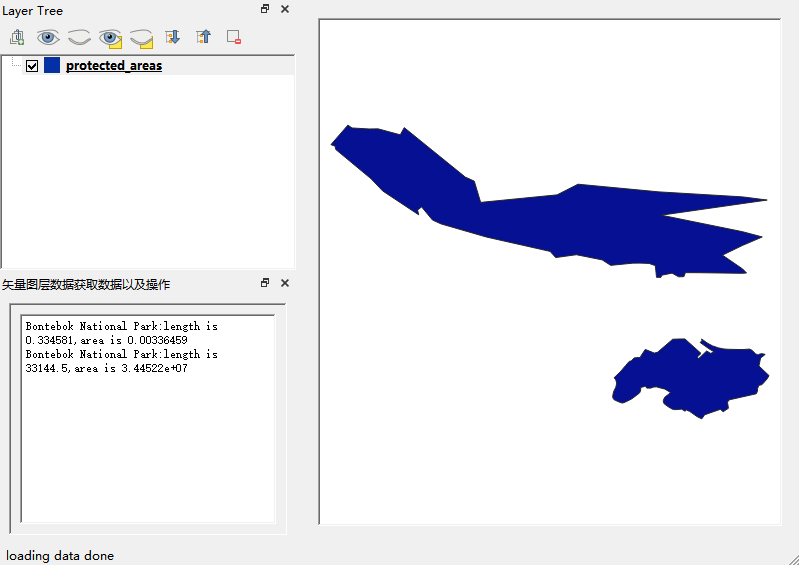 Layer Tree
protected_areas
矢量图层数据获取数据以及操作
Bontebok National Park:length is
0.334581,area is 0.00336459
Bontebok National Park:length is
33144.5,area is 3.44522e+07
loading data done